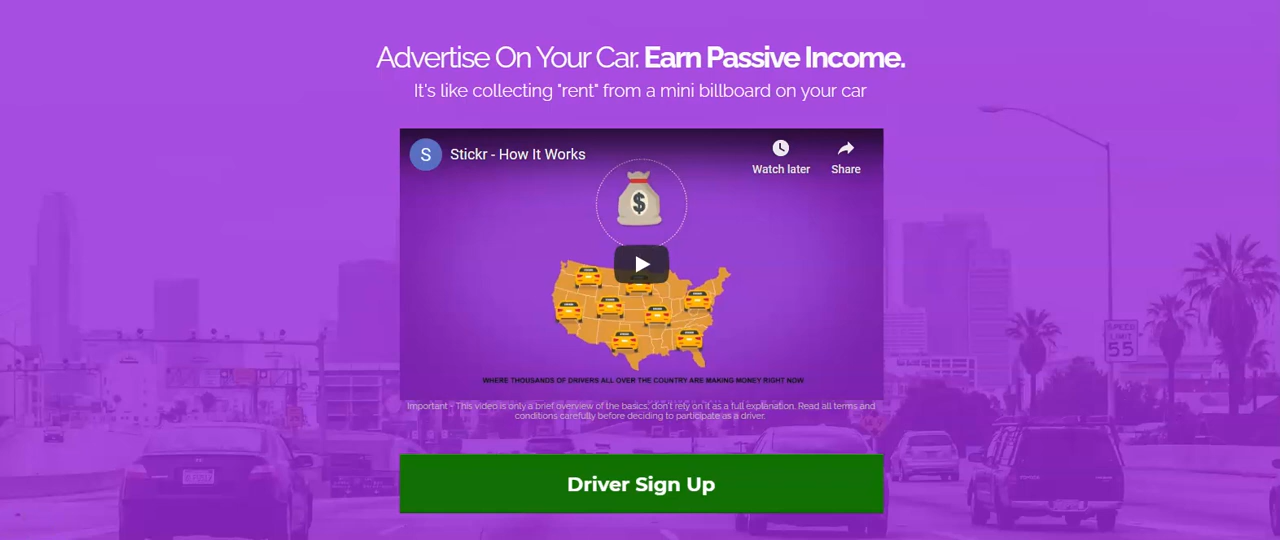 Advertise On Your Car. Earn Passive Income.
It's like collecting "rent" from a mini billboard on your car
S
Stickr - How It Works
Watch later
Share
$
WHERE THOUSANDS OF DRIVERS ALL OVER THE COUNTRY ARE MAKING MONEY RIGHT NOW
Important - This video is only a brief overview of the basics; don't rely on it as a full explanation. Read all terms and
conditions carefully before deciding to participate as a driver.
SPEED
LIMIT
55
Driver Sign Up